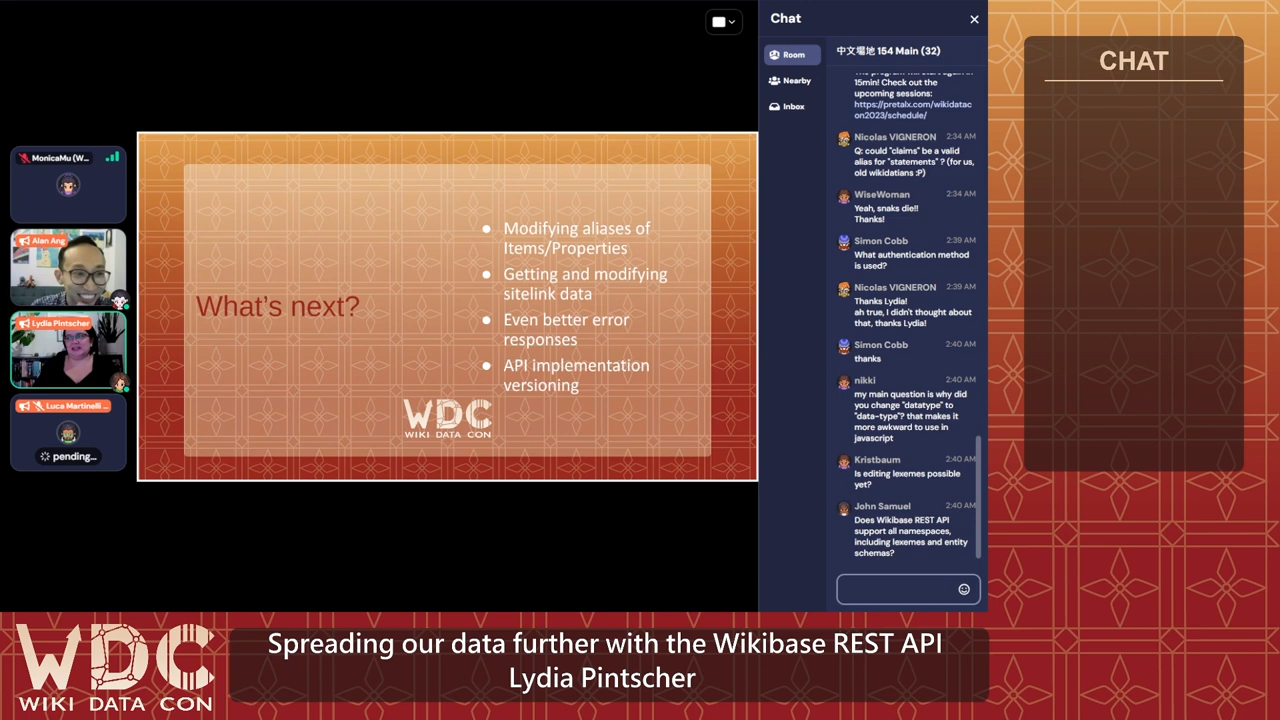 MonicaMu (W...
Alan Ang
Lydia Pintscher
Luca Martinelli ...
pending...
What's next?
● Modifying aliases of
Items/Properties
● Getting and modifying
sitelink data
● Even better error
responses
● API implementation
versioning
WDC
WIKI DATA CON
Chat
Room
Nearby
Inbox
中文場地 154 Main (32)
15min! Check out the
upcoming sessions:
https://pretalx.com/wikidatac
on2023/schedule/
Nicolas VIGNERON 2:34 AM
Q: could "claims" be a valid
alias for "statements" ? (for us,
old wikidatians :P)
WiseWoman 2:34 AM
Yeah, snaks die!!
Thanks!
Simon Cobb 2:39 AM
What authentication method
is used?
Nicolas VIGNERON 2:39 AM
Thanks Lydia!
ah true, I didn't thought about
that, thanks Lydia!
Simon Cobb 2:40 AM
thanks
nikki 2:40 AM
my main question is why did
you change "datatype" to
"data-type"? that makes it
more awkward to use in
javascript
Kristbaum 2:40 AM
Is editing lexemes possible
yet?
John Samuel 2:40 AM
Does Wikibase REST API
support all namespaces,
including lexemes and entity
schemas?
CHAT
WDC
WIKI DATA CON
Spreading our data further with the Wikibase REST API
Lydia Pintscher